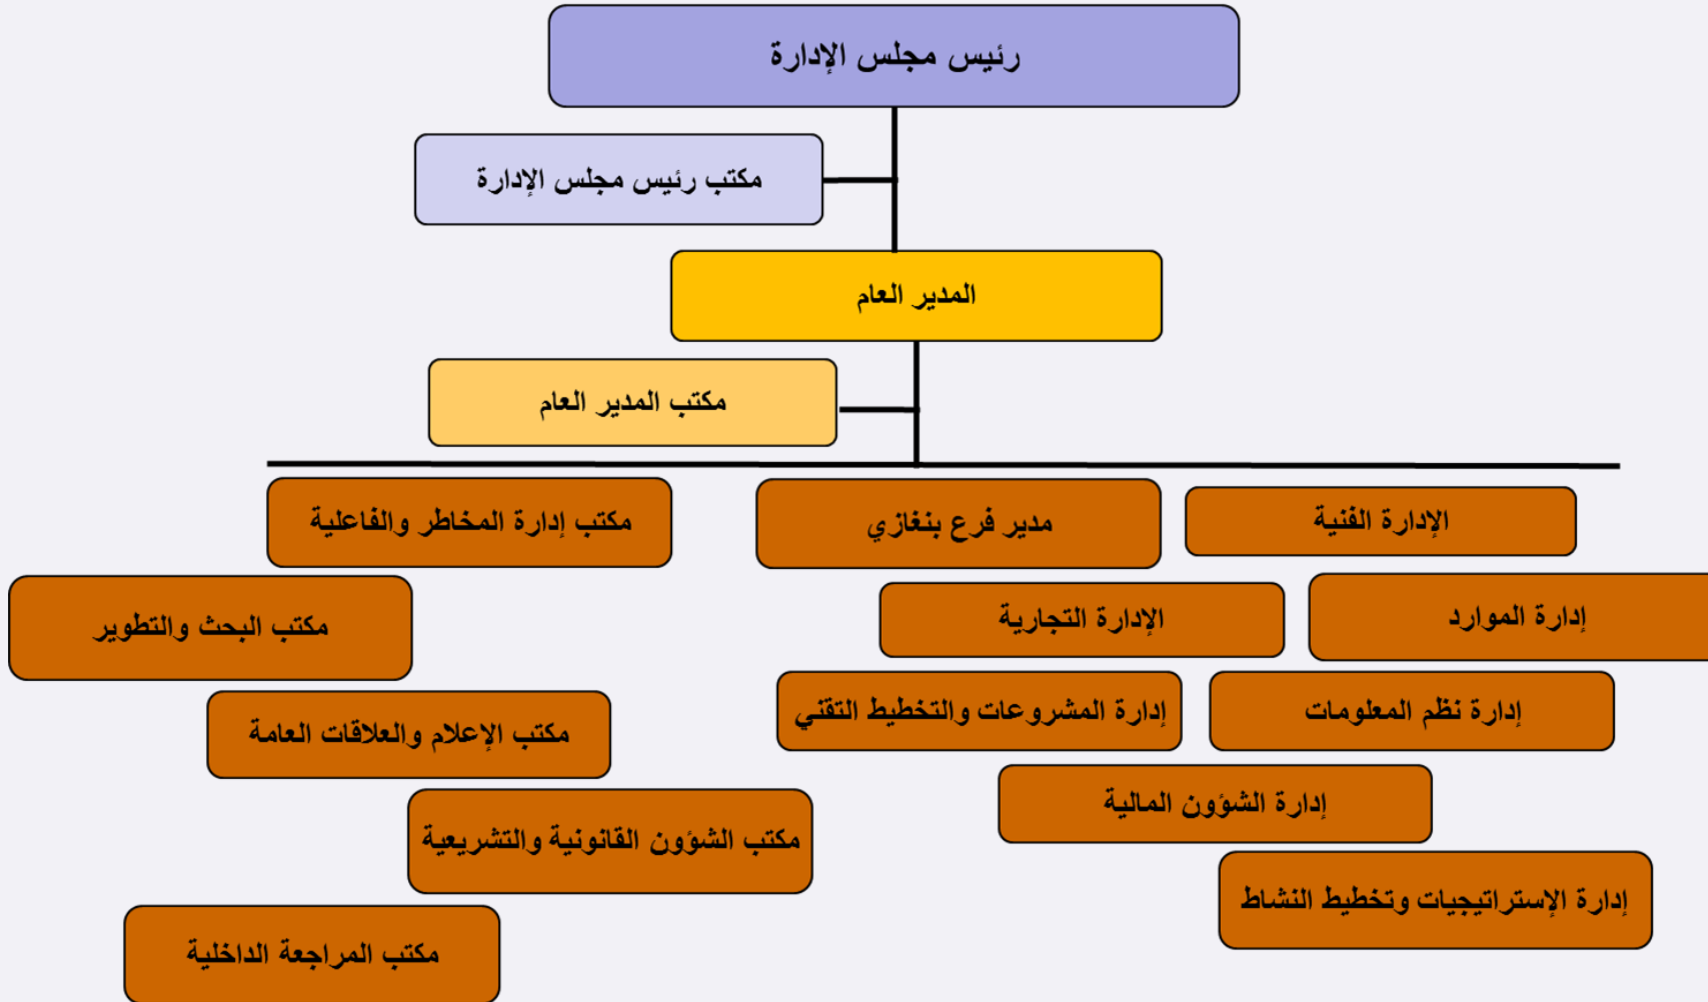 رئيس مجلس الإدارة
مكتب رئيس مجلس الإدارة
المدير العام
مكتب المدير العام
الإدارة الفنية
مدير فرع بنغازي
مكتب إدارة المخاطر والفاعلية
إدارة الموارد
الإدارة التجارية
مكتب البحث والتطوير
إدارة نظم المعلومات
إدارة المشروعات والتخطيط التقني
مكتب الإعلام والعلاقات العامة
إدارة الشؤون المالية
مكتب الشؤون القانونية والتشريعية
إدارة الإستراتيجيات وتخطيط النشاط
مكتب المراجعة الداخلية